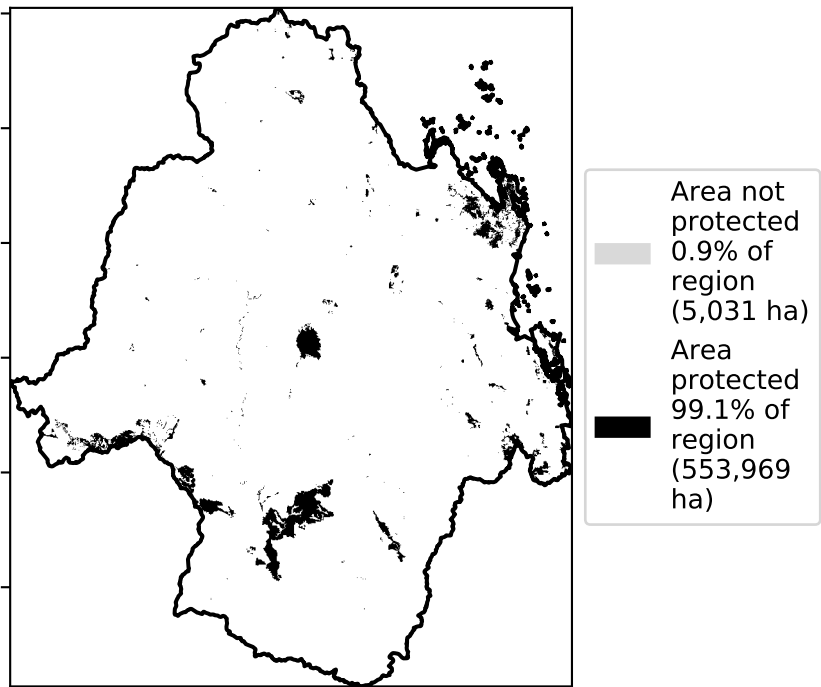 Area not
protected
0.9% of
region
(5,031 ha)
Area
protected
99.1% of
region
(553,969
ha)